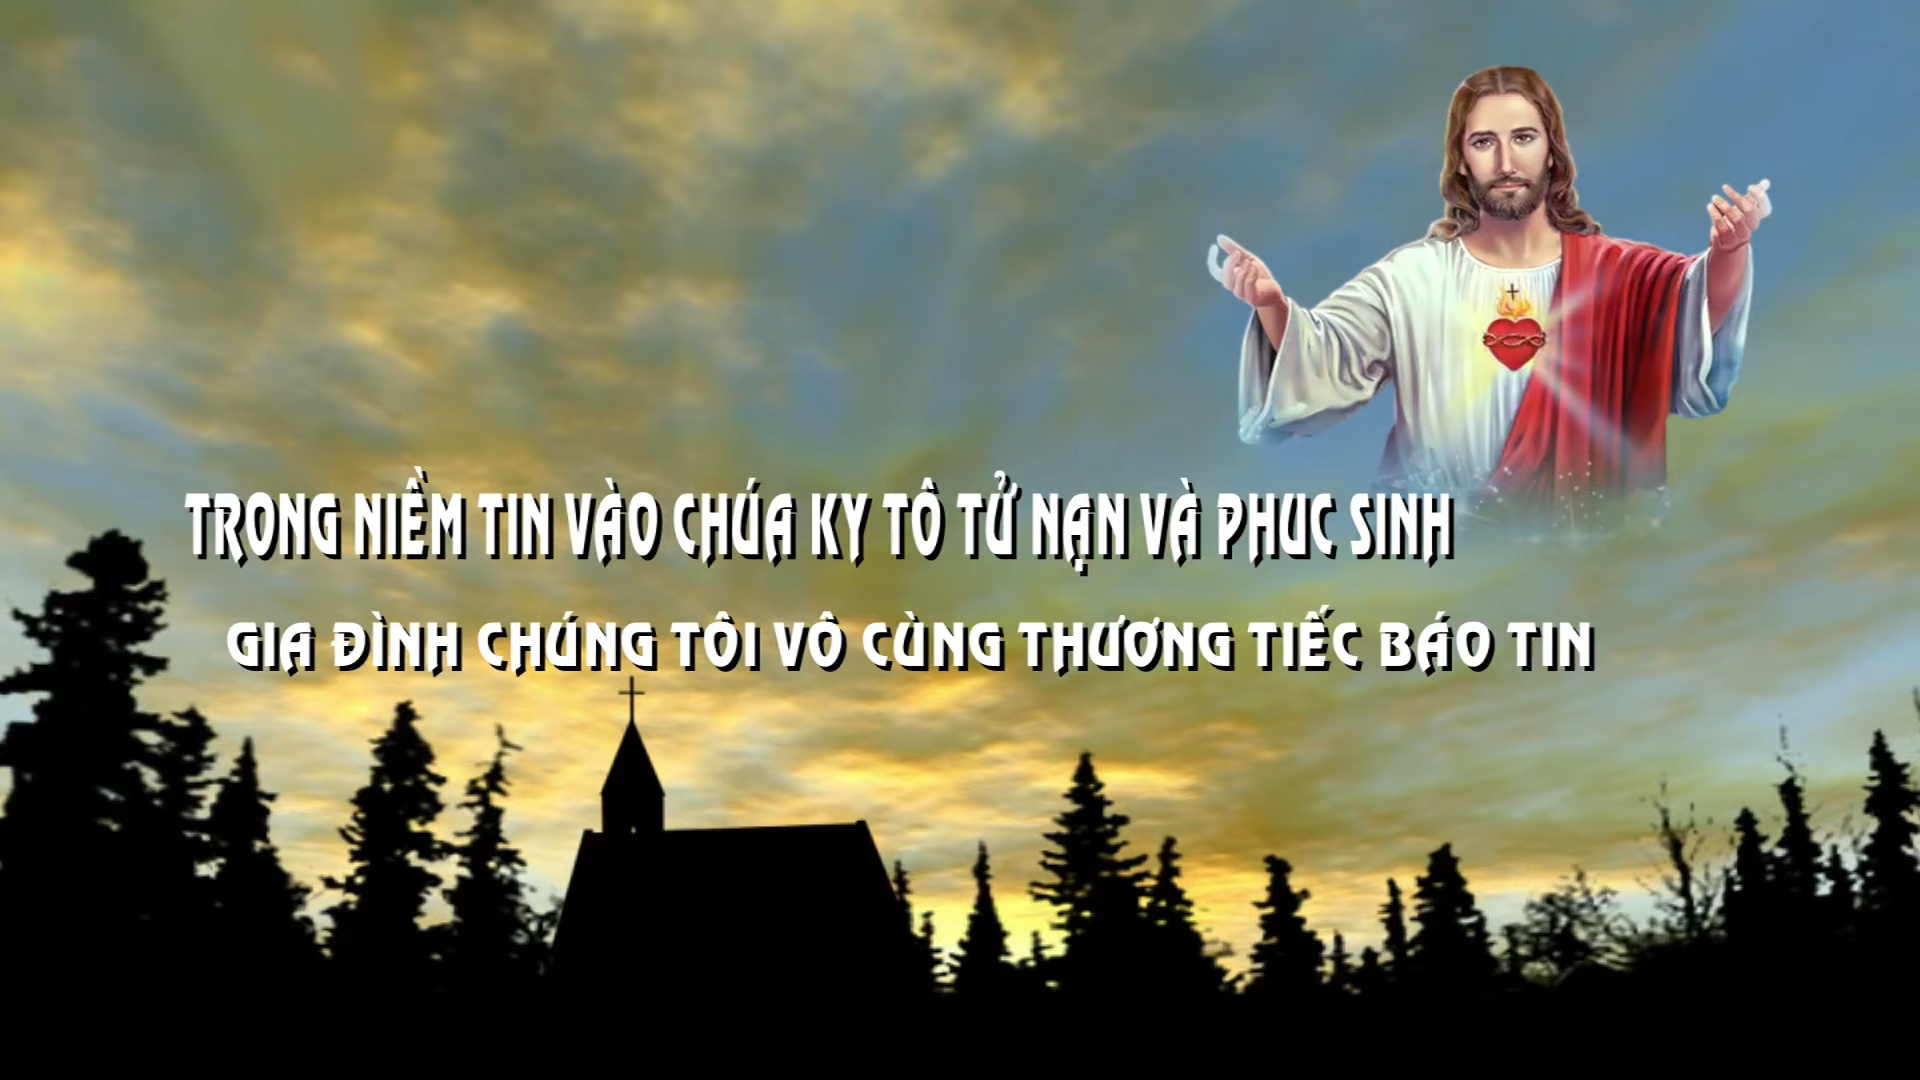 TRONG NIỀM TIN VÀO CHÚA KY TÔ TỬ NẠN VÀ PHUC SINH
GIA ĐÌNH CHÚNG TÔI VÔ CÙNG THƯƠNG TIẾC BÁO TIN